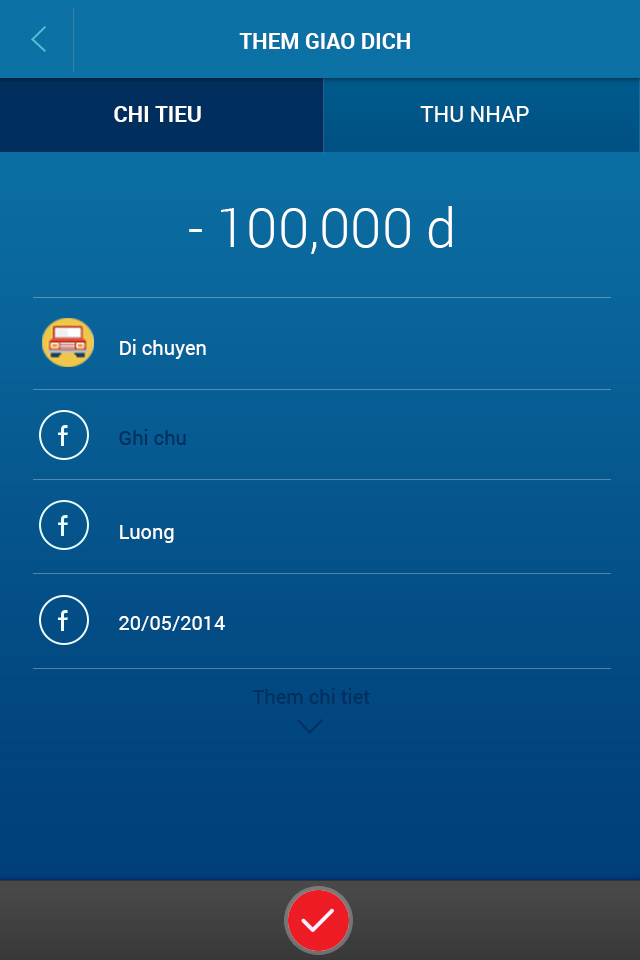 THEM GIAO DICH
CHI TIEU
THU NHAP
- 100,000 d
Di chuyen
f
Ghi chu
f
Luong
f
20/05/2014
Them chi tiet